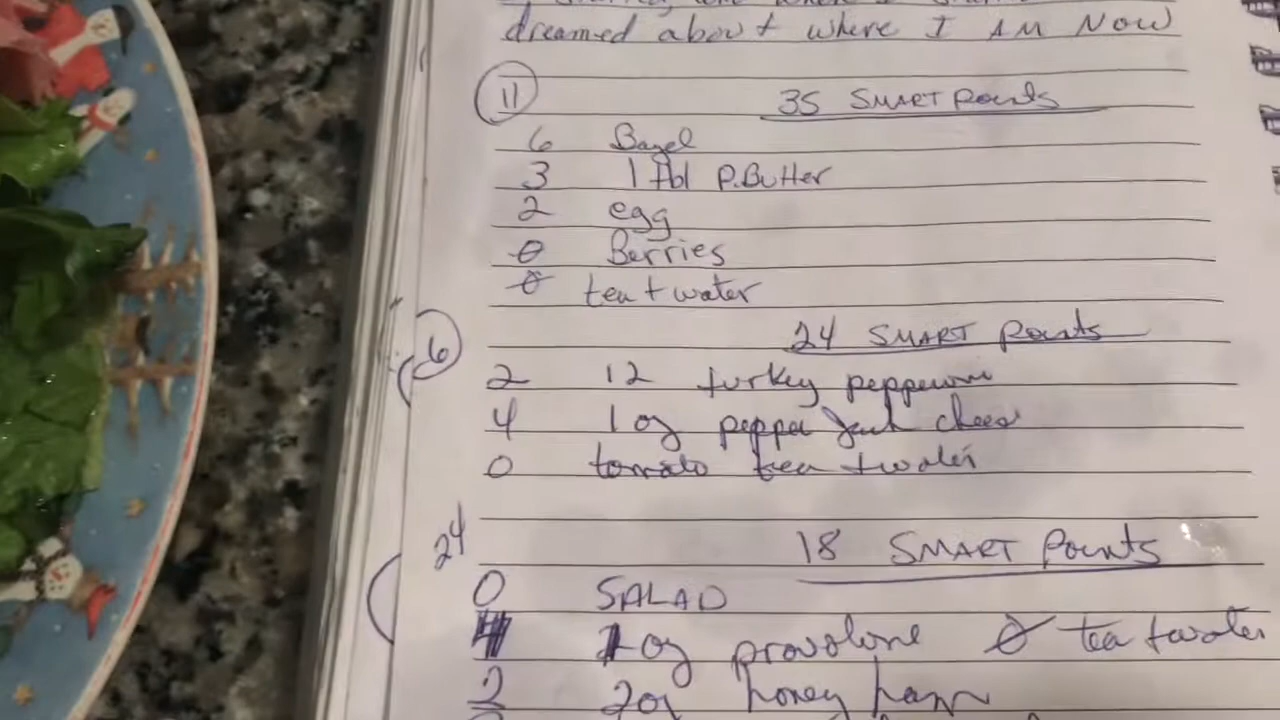 dreamed about where I AM NOW
11 35 SMART Points
6 Bagel
3 1 Tbl P.Butter
2 egg
0 Berries
0 tea + water
6 24 SMART Points
2 12 turkey pepperoni
4 1 oz pepper Jack cheese
0 tomato tea + water
24 18 SMART Points
0 SALAD
4 1 oz provolone 0 tea + water
2 2oz honey ham